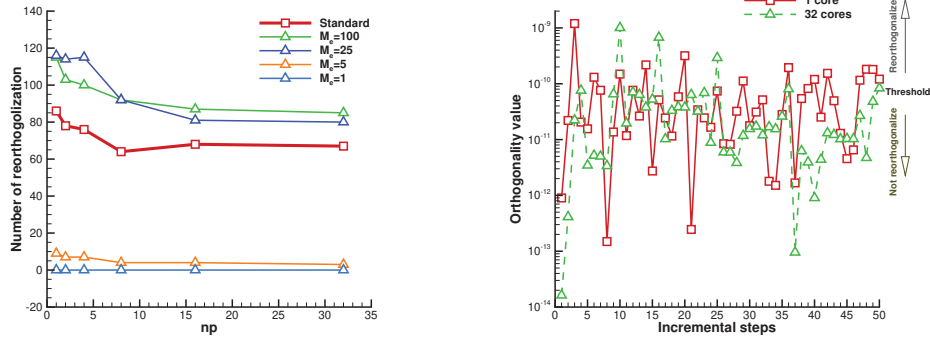 140
120
100
80
60
40
20
0
-20
0
5
10
15
20
25
30
35
np
Number of reorthogolization
Standard
Me=100
Me=25
Me=5
Me=1
1 core
32 cores
10^-9
10^-10
10^-11
10^-12
10^-13
10^-14
0
5
10
15
20
25
30
35
40
45
50
Incremental steps
Orthogonality value
Reorthogonalize
Threshold
Not reorthogonalize